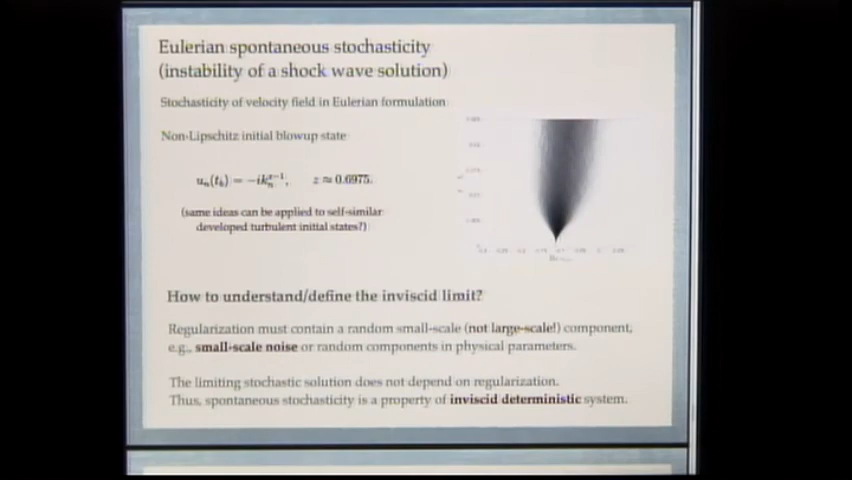 Eulerian spontaneous stochasticity
(instability of a shock wave solution)
Stochasticity of velocity field in Eulerian formulation
Non-Lipschitz initial blowup state
uₙ(t_b) = −ikₙ^{z−1}, z ≈ 0.6975.
(same ideas can be applied to self-similar
developed turbulent initial states?)
How to understand/define the inviscid limit?
Regularization must contain a random small-scale (not large-scale!) component,
e.g., small-scale noise or random components in physical parameters.
The limiting stochastic solution does not depend on regularization.
Thus, spontaneous stochasticity is a property of inviscid deterministic system.